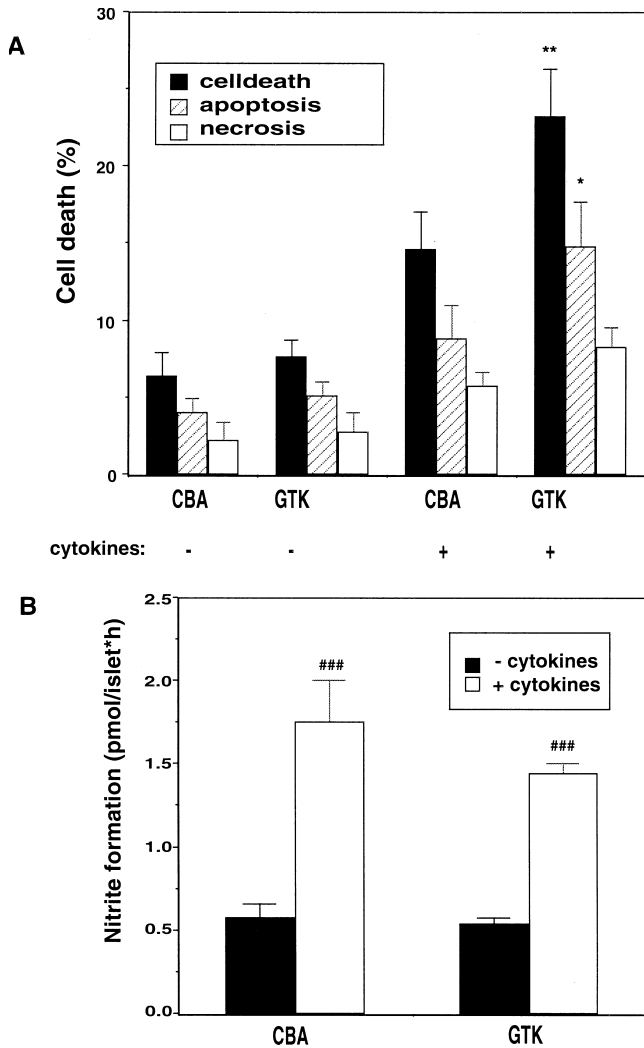 A
30
20
10
0
Cell death (%)
celldeath
apoptosis
necrosis
**
*
CBA GTK CBA GTK
cytokines: - - + +
B
2.5
2.0
1.5
1.0
0.5
0.0
Nitrite formation (pmol/islet*h)
- cytokines
+ cytokines
###
###
CBA GTK